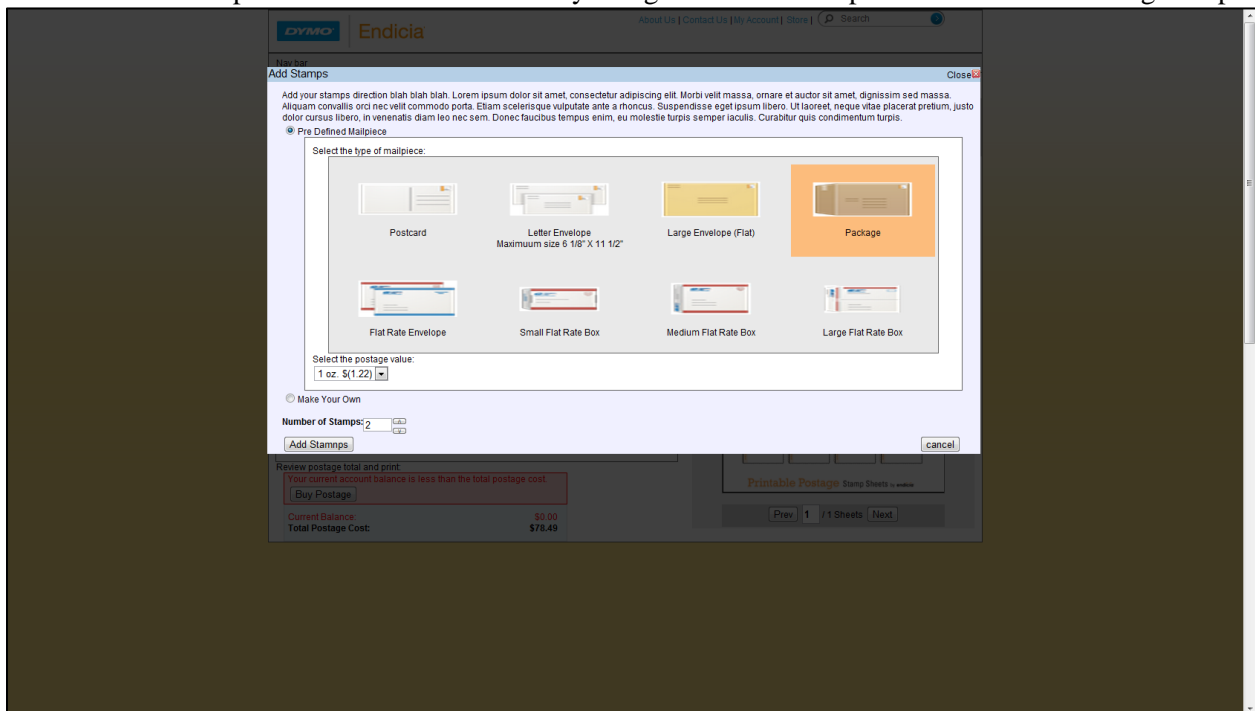 DYMO Endicia
About Us | Contact Us | My Account | Store | Search
Nav bar
Add Stamps Close
Add your stamps direction blah blah blah. Lorem ipsum dolor sit amet, consectetur adipiscing elit. Morbi velit massa, ornare et auctor sit amet, dignissim sed massa.
Aliquam convallis orci nec velit commodo porta. Etiam scelerisque vulputate ante a rhoncus. Suspendisse eget ipsum libero. Ut laoreet, neque vitae placerat pretium, justo
dolor cursus libero, in venenatis diam leo nec sem. Donec faucibus tempus enim, eu molestie turpis semper iaculis. Curabitur quis condimentum turpis.
Pre Defined Mailpiece
Select the type of mailpiece:
Postcard Letter Envelope Large Envelope (Flat) Package
Maximuum size 6 1/8" X 11 1/2"
Flat Rate Envelope Small Flat Rate Box Medium Flat Rate Box Large Flat Rate Box
Select the postage value:
1 oz. $(1.22)
Make Your Own
Number of Stamps: 2
Add Stamnps cancel
Review postage total and print:
Your current account balance is less than the total postage cost.
Printable Postage Stamp Sheets by endicia
Buy Postage
Prev 1 / 1 Sheets Next
Current Balance: $0.00
Total Postage Cost: $78.49